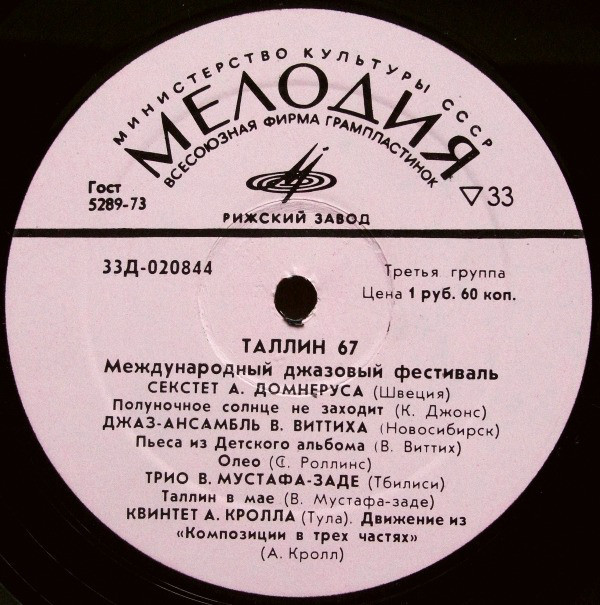 МИНИСТЕРСТВО КУЛЬТУРЫ СССР
МЕЛОДИЯ
ВСЕСОЮЗНАЯ ФИРМА ГРАМПЛАСТИНОК
Гост
5289-73
▽33
РИЖСКИЙ ЗАВОД
33Д-020844
Третья группа
Цена 1 руб. 60 коп.
ТАЛЛИН 67
Международный джазовый фестиваль
СЕКСТЕТ А. ДОМНЕРУСА (Швеция)
Полуночное солнце не заходит (К. Джонс)
ДЖАЗ-АНСАМБЛЬ В. ВИТТИХА (Новосибирск)
Пьеса из Детского альбома (В. Виттих)
Олео (С. Роллинс)
ТРИО В. МУСТАФА-ЗАДЕ (Тбилиси)
Таллин в мае (В. Мустафа-заде)
КВИНТЕТ А. КРОЛЛА (Тула). Движение из
«Композиции в трех частях»
(А. Кролл)